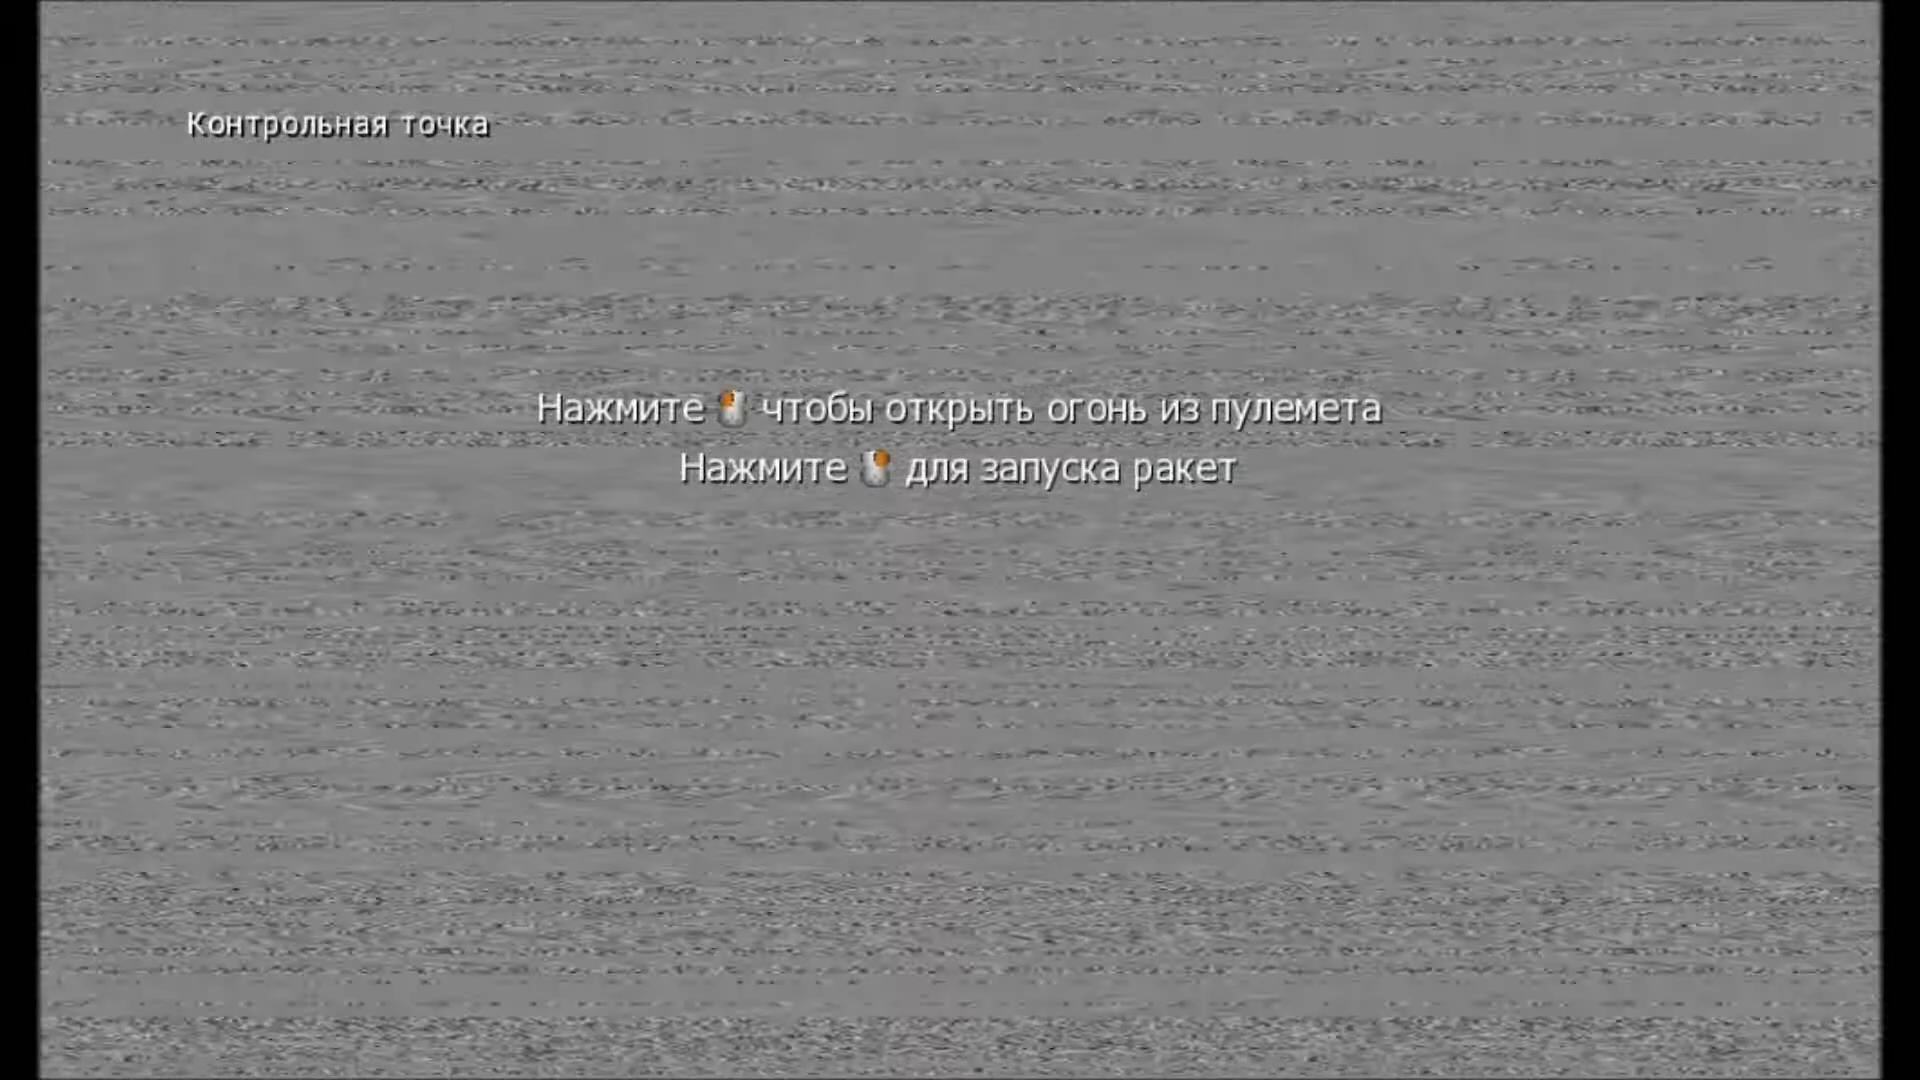 Контрольная точка
Нажмите чтобы открыть огонь из пулемета
Нажмите для запуска ракет